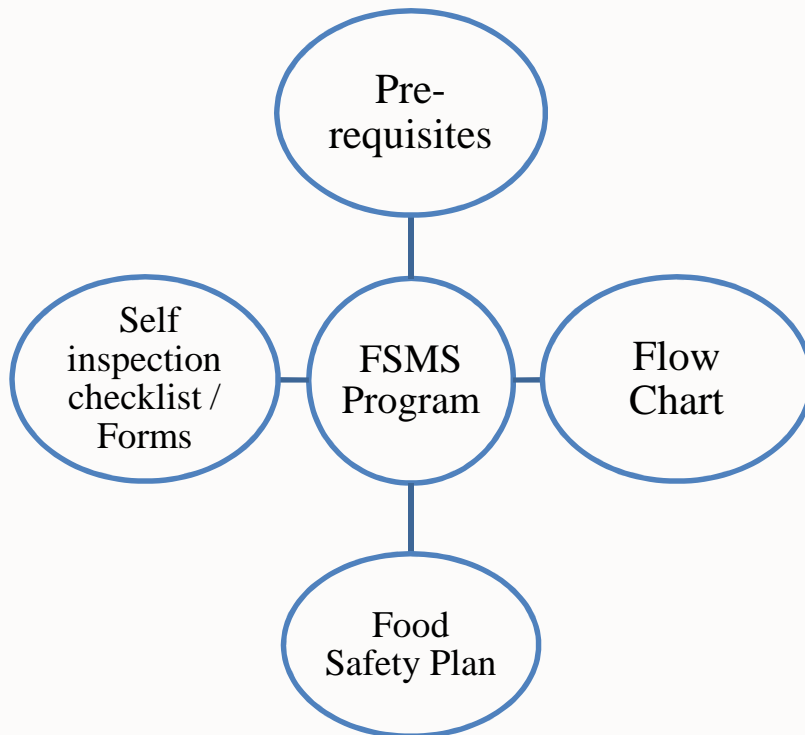 Pre-
requisites
Self
inspection
checklist /
Forms
FSMS
Program
Flow
Chart
Food
Safety Plan